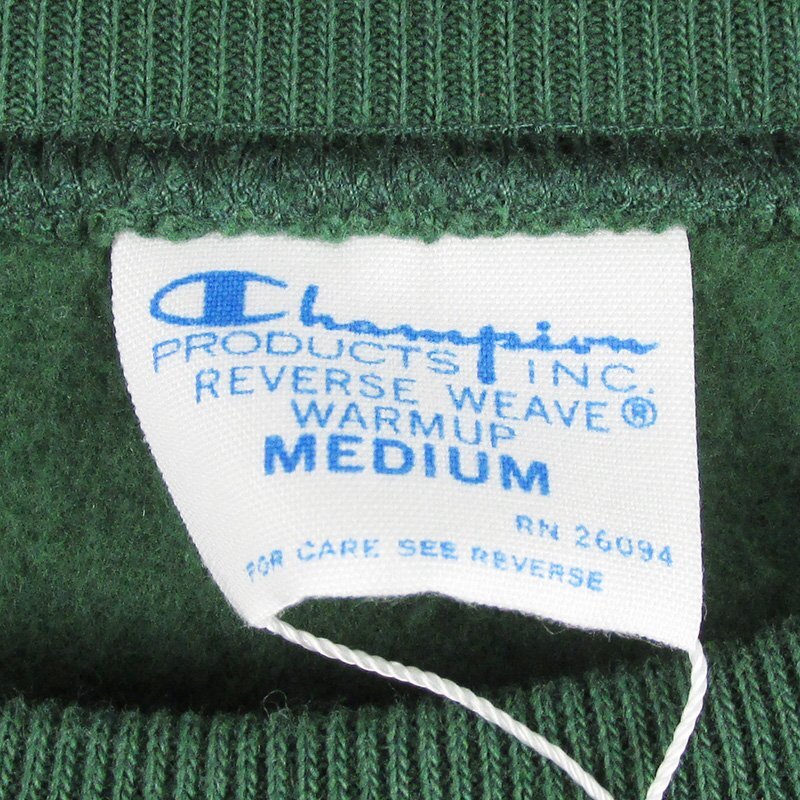 Champion
PRODUCTS INC.
REVERSE WEAVE®
WARMUP
MEDIUM
RN 26094
FOR CARE SEE REVERSE